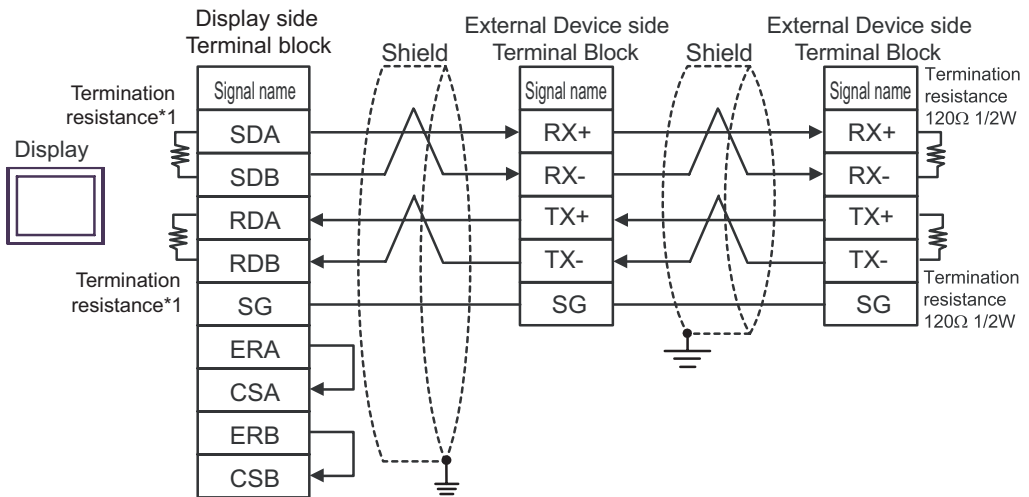 Display side
Terminal block
Shield
External Device side
Terminal Block
Shield
External Device side
Terminal Block
Termination
resistance*1
Display
Termination
resistance*1
Signal name
SDA
SDB
RDA
RDB
SG
ERA
CSA
ERB
CSB
Signal name
RX+
RX-
TX+
TX-
SG
Signal name
RX+
RX-
TX+
TX-
SG
Termination
resistance
120Ω 1/2W
Termination
resistance
120Ω 1/2W